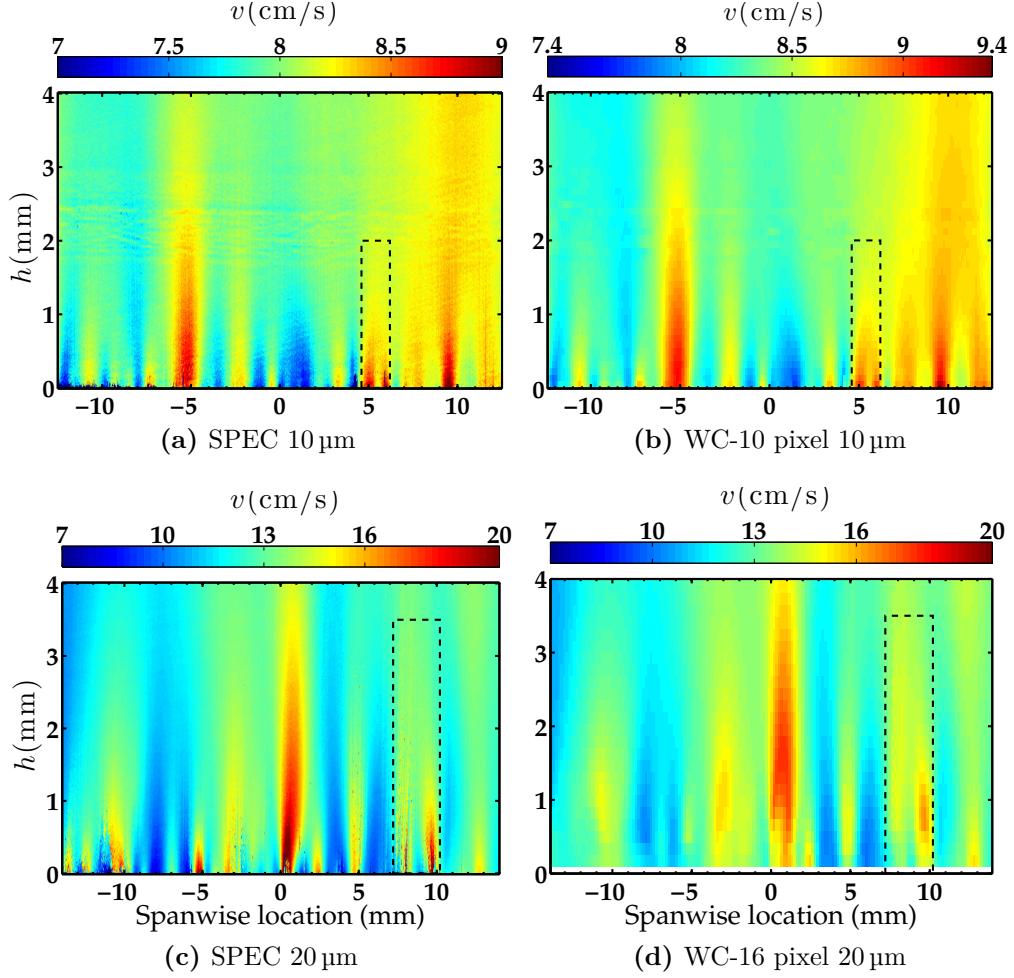 v(cm/s) v(cm/s)
7 7.5 8 8.5 9 7.4 8 8.5 9 9.4
h(mm)
4 4
3 3
2 2
1 1
0 0
−10 −5 0 5 10 −10 −5 0 5 10
(a) SPEC 10 µm (b) WC-10 pixel 10 µm
v(cm/s) v(cm/s)
7 10 13 16 20 7 10 13 16 20
h(mm)
4 4
3 3
2 2
1 1
0 0
−10 −5 0 5 10 −10 −5 0 5 10
Spanwise location (mm) Spanwise location (mm)
(c) SPEC 20 µm (d) WC-16 pixel 20 µm